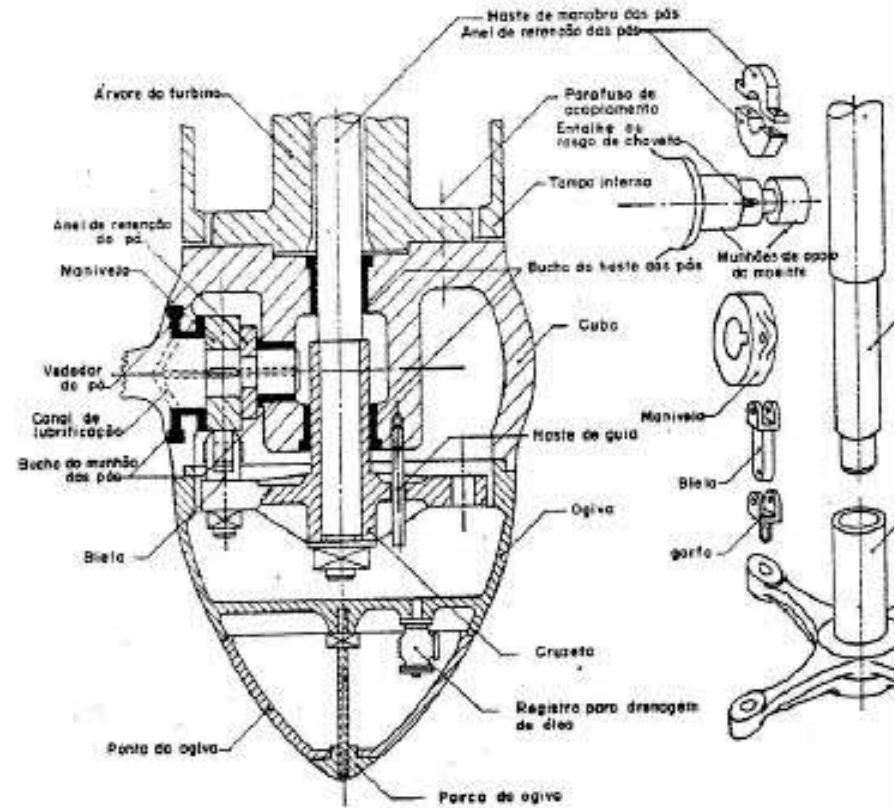 Haste de manobra das pás
Anel de retenção das pás
Árvore da turbina
Parafuso de
acoplamento
Entalhe ou
rasgo de chaveta
Tampa interna
Anel de retenção
da pá
Manivela
Bucha da haste das pás
Munhões de apoio
da moente
Cubo
Vededor
da pá
Canal de
lubrificação
Manivela
Haste de guia
Bucha do munhão
das pás
Biela
Ogiva
Biela
garfo
Cruzeta
Registro para drenagem
de óleo
Ponta da ogiva
Porca da ogiva